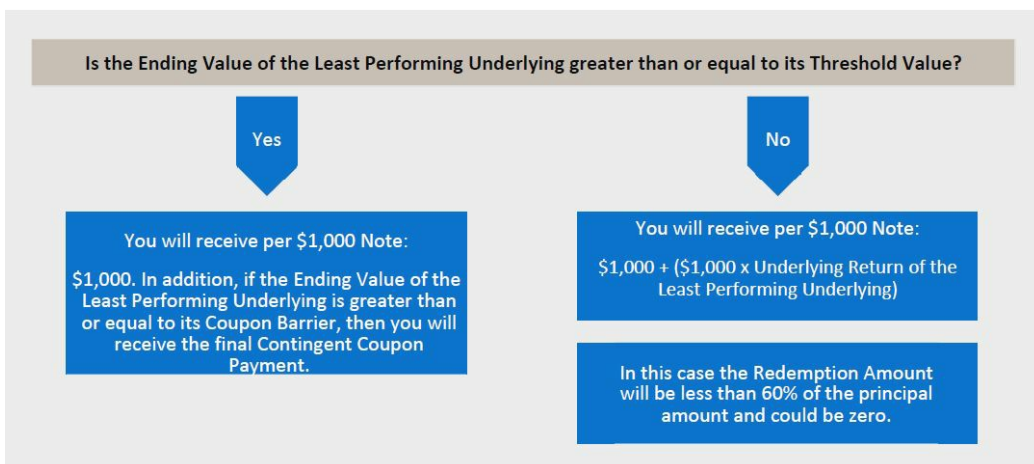 Is the Ending Value of the Least Performing Underlying greater than or equal to its Threshold Value?
Yes
You will receive per $1,000 Note:
$1,000. In addition, if the Ending Value of the
Least Performing Underlying is greater than
or equal to its Coupon Barrier, then you will
receive the final Contingent Coupon
Payment.
No
You will receive per $1,000 Note:
$1,000 + ($1,000 x Underlying Return of the
Least Performing Underlying)
In this case the Redemption Amount
will be less than 60% of the principal
amount and could be zero.